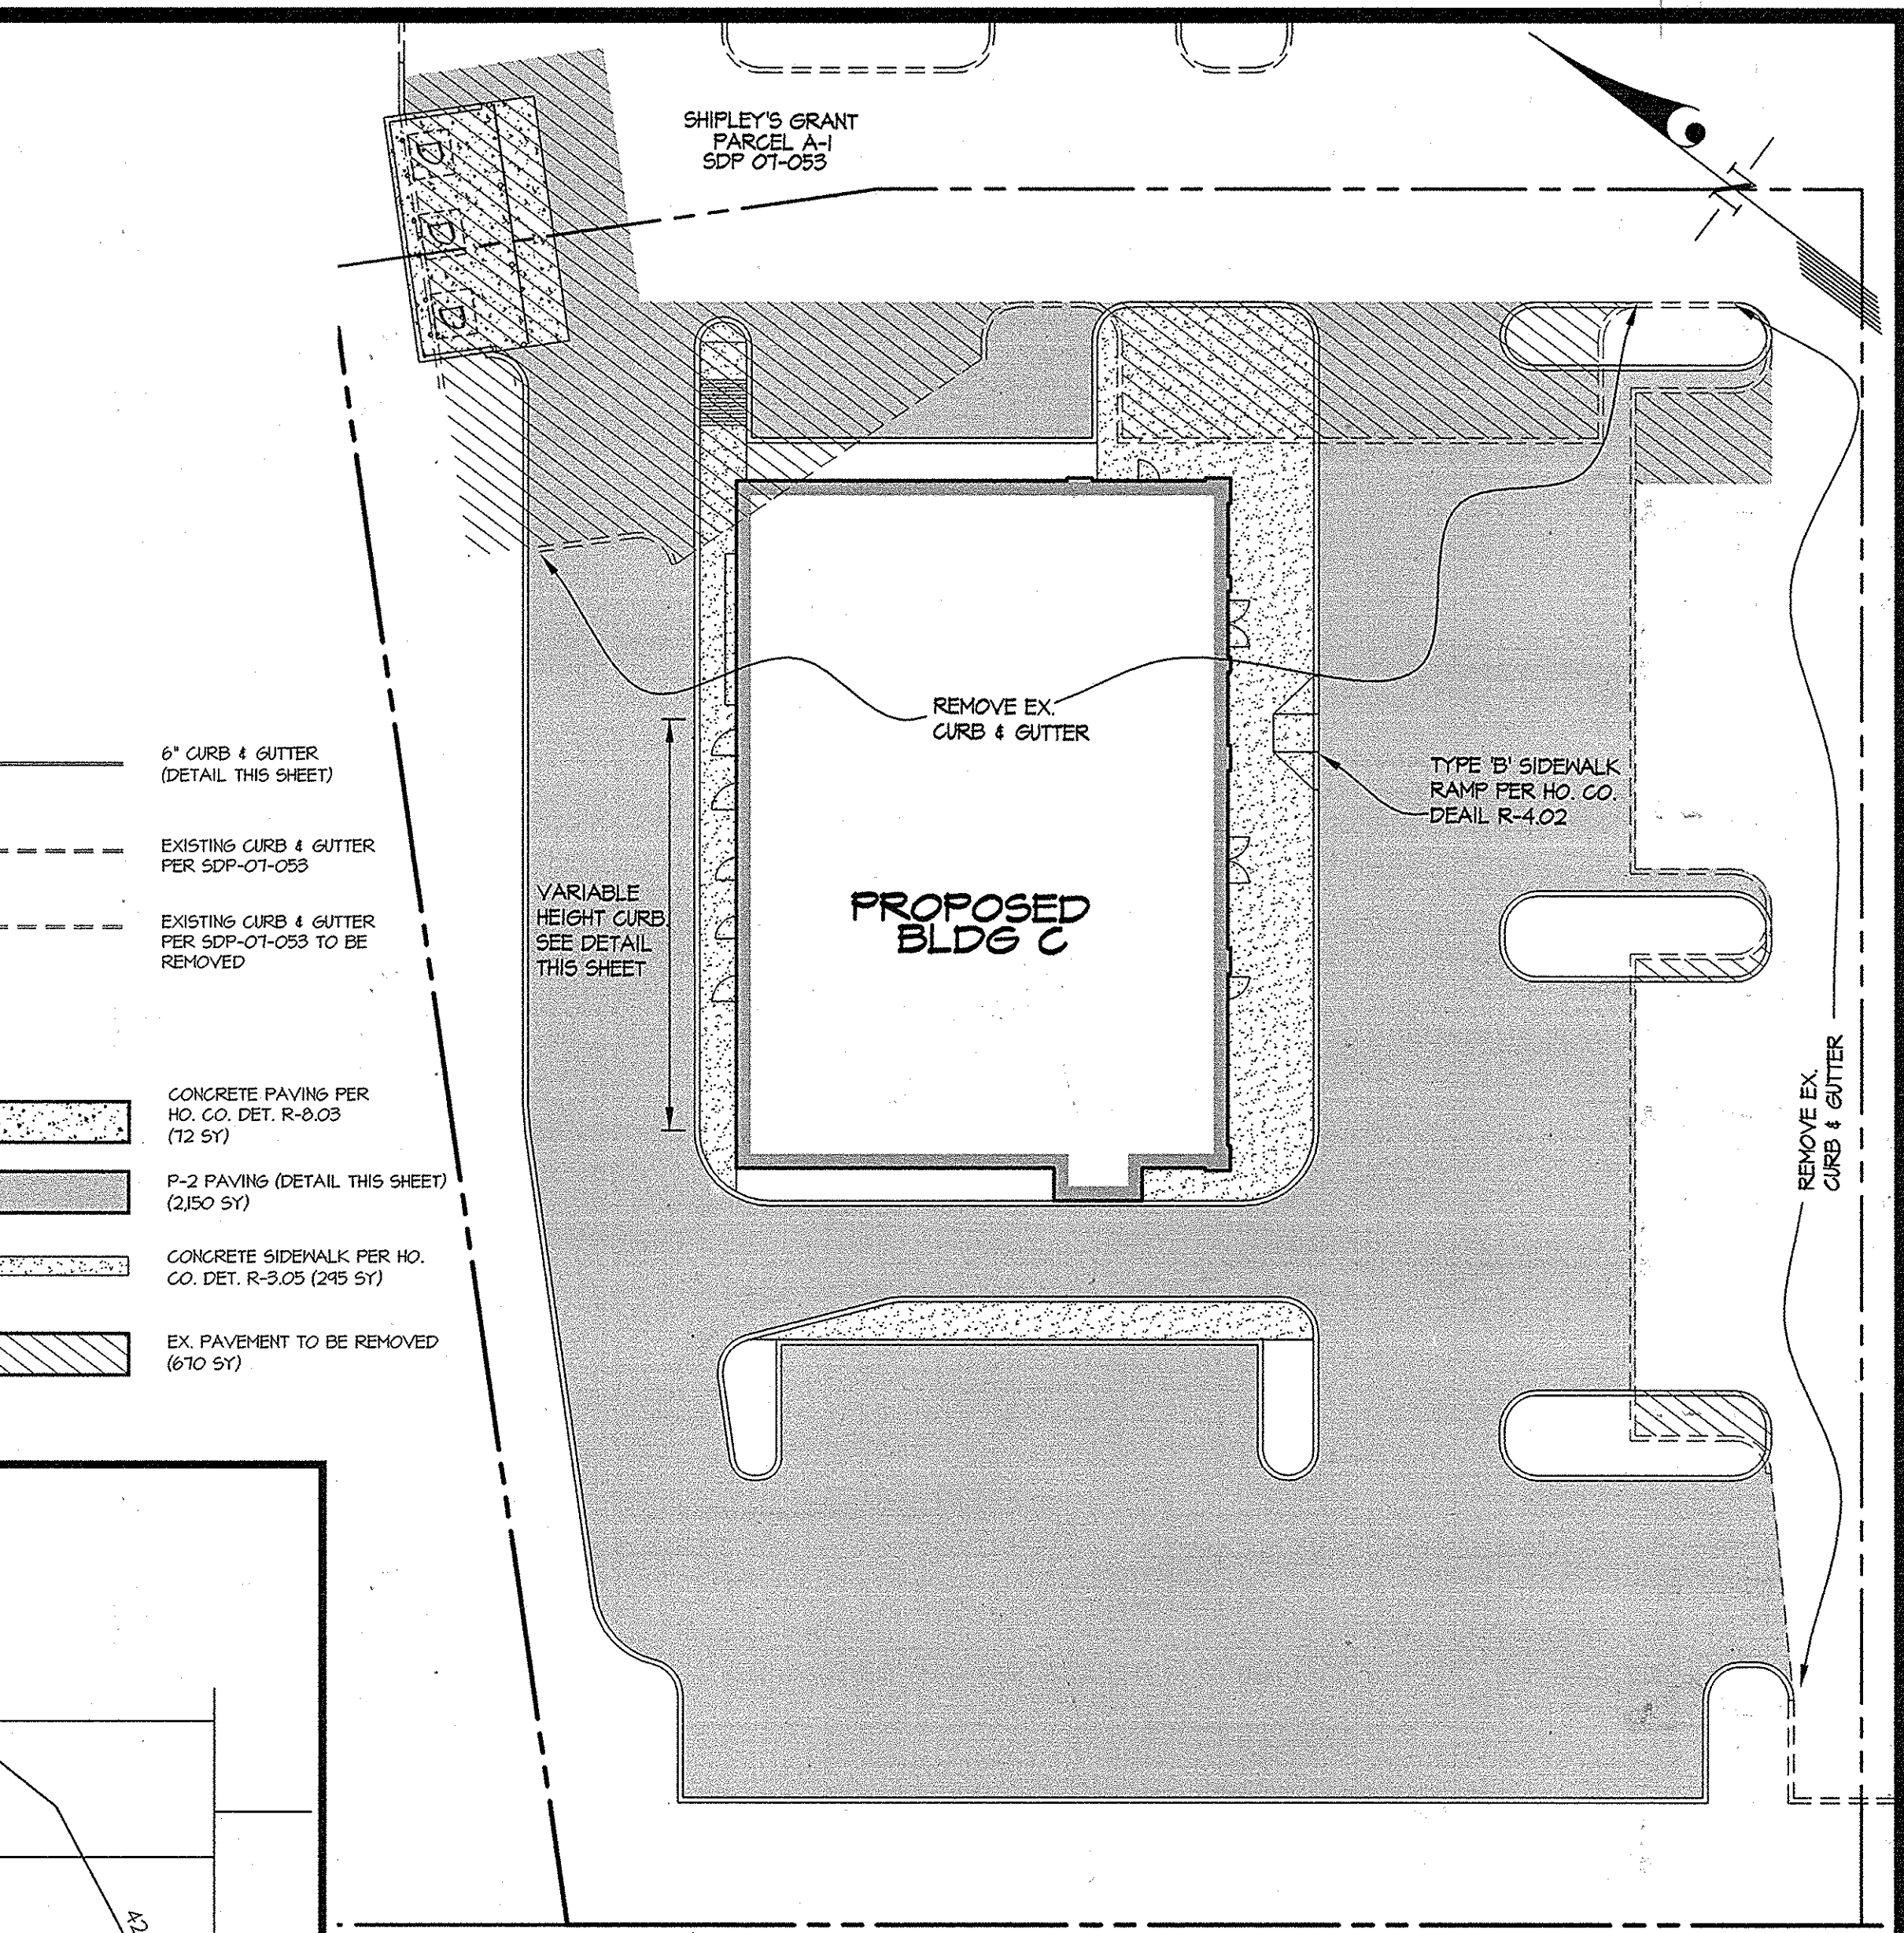 SHIPLEY'S GRANT
PARCEL A-1
SDP 07-053
N
D
D
D
REMOVE EX.
CURB & GUTTER
TYPE 'B' SIDEWALK
RAMP PER HO. CO.
DEAIL R-4.02
VARIABLE
HEIGHT CURB
SEE DETAIL
THIS SHEET
PROPOSED
BLDG C
REMOVE EX.
CURB & GUTTER
6" CURB & GUTTER
(DETAIL THIS SHEET)
EXISTING CURB & GUTTER
PER SDP-07-053
EXISTING CURB & GUTTER
PER SDP-07-053 TO BE
REMOVED
CONCRETE PAVING PER
HO. CO. DET. R-8.03
(72 SY)
P-2 PAVING (DETAIL THIS SHEET)
(2,150 SY)
CONCRETE SIDEWALK PER HO.
CO. DET. R-3.05 (295 SY)
EX. PAVEMENT TO BE REMOVED
(670 SY)